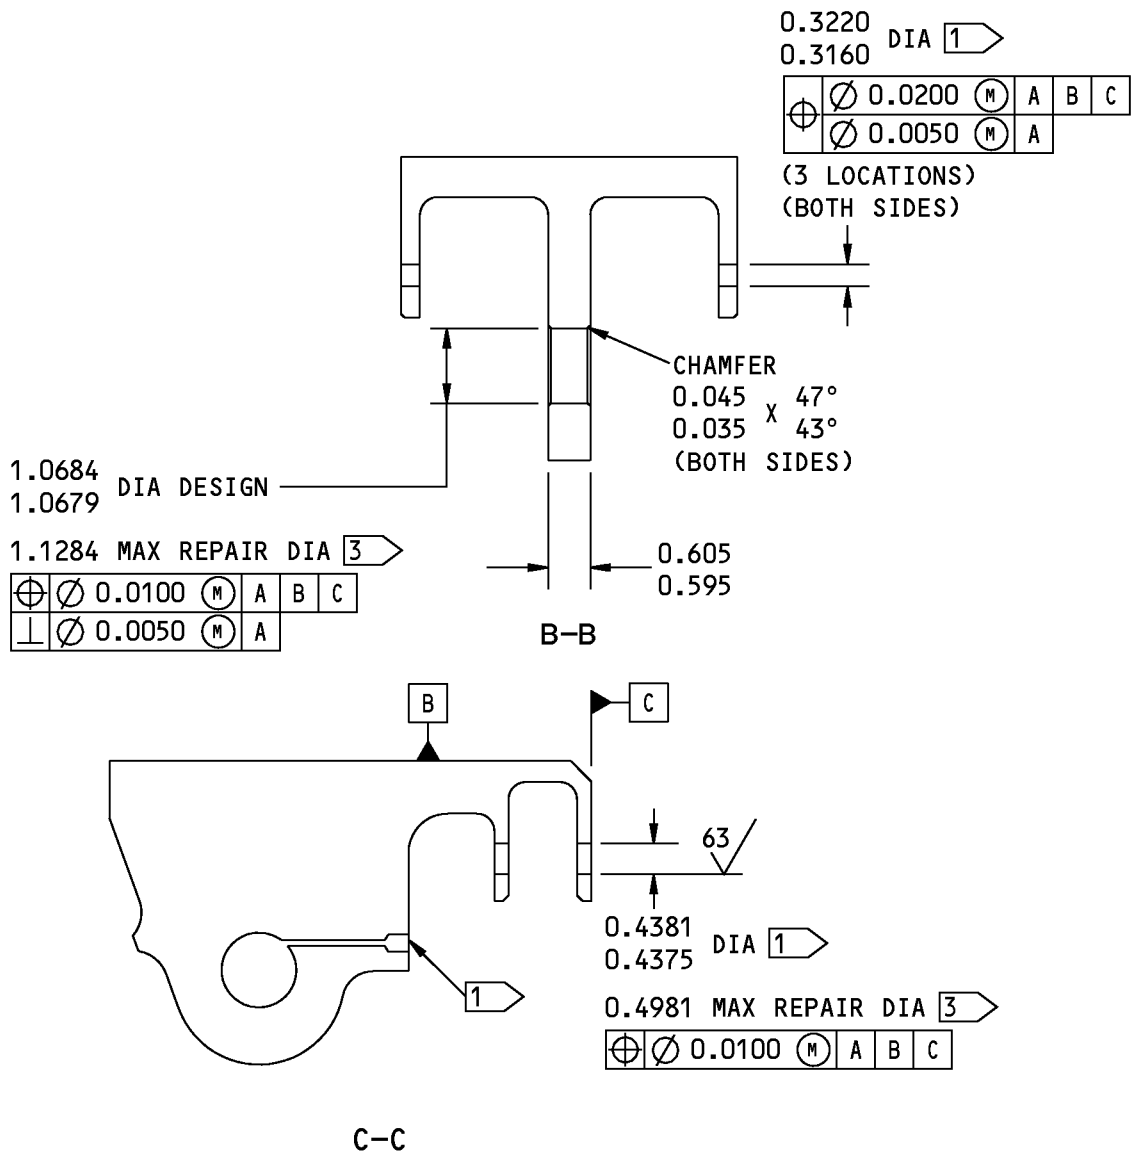 0.3220
0.3160 DIA 1
⌖ ∅ 0.0200 Ⓜ A B C
∅ 0.0050 Ⓜ A
(3 LOCATIONS)
(BOTH SIDES)
CHAMFER
0.045 X 47°
0.035 43°
(BOTH SIDES)
1.0684
1.0679 DIA DESIGN
1.1284 MAX REPAIR DIA 3
⌖ ∅ 0.0100 Ⓜ A B C
⊥ ∅ 0.0050 Ⓜ A
0.605
0.595
B-B
B
C
63
0.4381
0.4375 DIA 1
1
0.4981 MAX REPAIR DIA 3
⌖ ∅ 0.0100 Ⓜ A B C
C-C